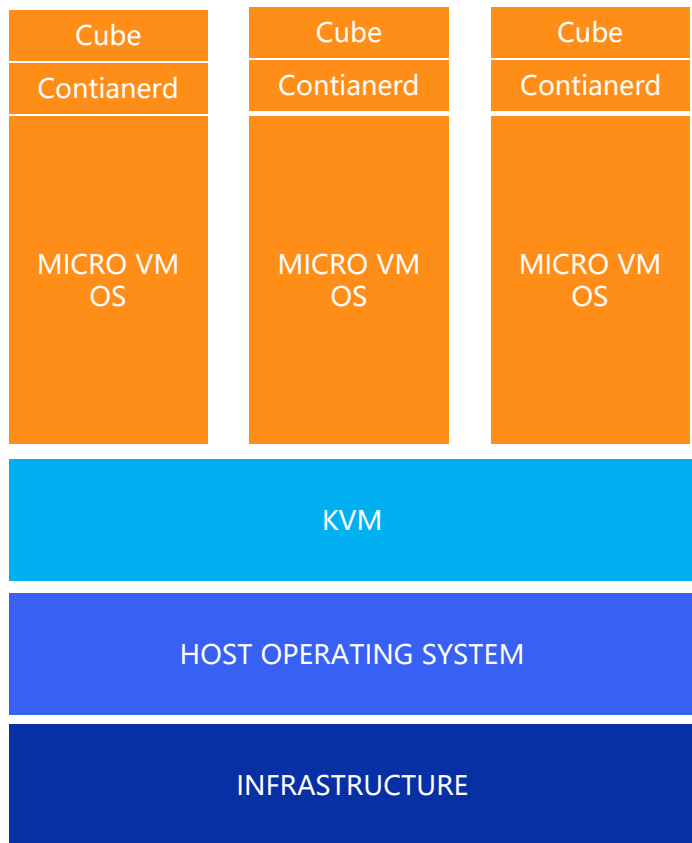 Cube
Cube
Cube
Contianerd
Contianerd
Contianerd
MICRO VM
OS
MICRO VM
OS
MICRO VM
OS
KVM
HOST OPERATING SYSTEM
INFRASTRUCTURE